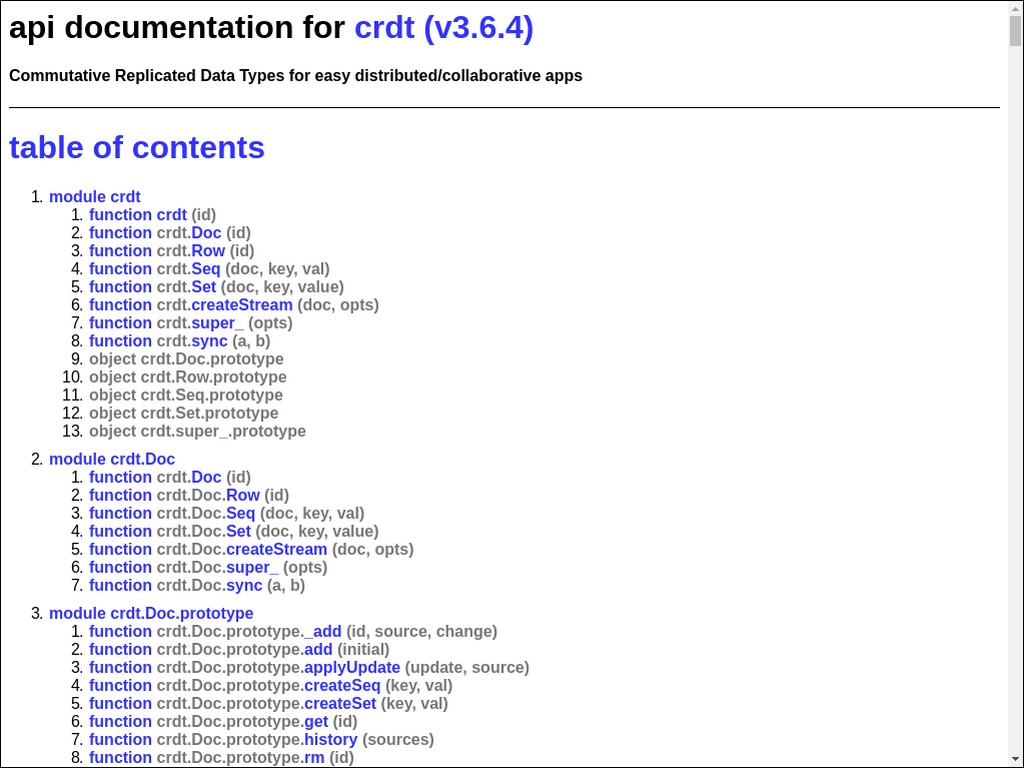 api documentation for crdt (v3.6.4)
Commutative Replicated Data Types for easy distributed/collaborative apps
table of contents
1. module crdt
1. function crdt (id)
2. function crdt.Doc (id)
3. function crdt.Row (id)
4. function crdt.Seq (doc, key, val)
5. function crdt.Set (doc, key, value)
6. function crdt.createStream (doc, opts)
7. function crdt.super_ (opts)
8. function crdt.sync (a, b)
9. object crdt.Doc.prototype
10. object crdt.Row.prototype
11. object crdt.Seq.prototype
12. object crdt.Set.prototype
13. object crdt.super_.prototype
2. module crdt.Doc
1. function crdt.Doc (id)
2. function crdt.Doc.Row (id)
3. function crdt.Doc.Seq (doc, key, val)
4. function crdt.Doc.Set (doc, key, value)
5. function crdt.Doc.createStream (doc, opts)
6. function crdt.Doc.super_ (opts)
7. function crdt.Doc.sync (a, b)
3. module crdt.Doc.prototype
1. function crdt.Doc.prototype._add (id, source, change)
2. function crdt.Doc.prototype.add (initial)
3. function crdt.Doc.prototype.applyUpdate (update, source)
4. function crdt.Doc.prototype.createSeq (key, val)
5. function crdt.Doc.prototype.createSet (key, val)
6. function crdt.Doc.prototype.get (id)
7. function crdt.Doc.prototype.history (sources)
8. function crdt.Doc.prototype.rm (id)